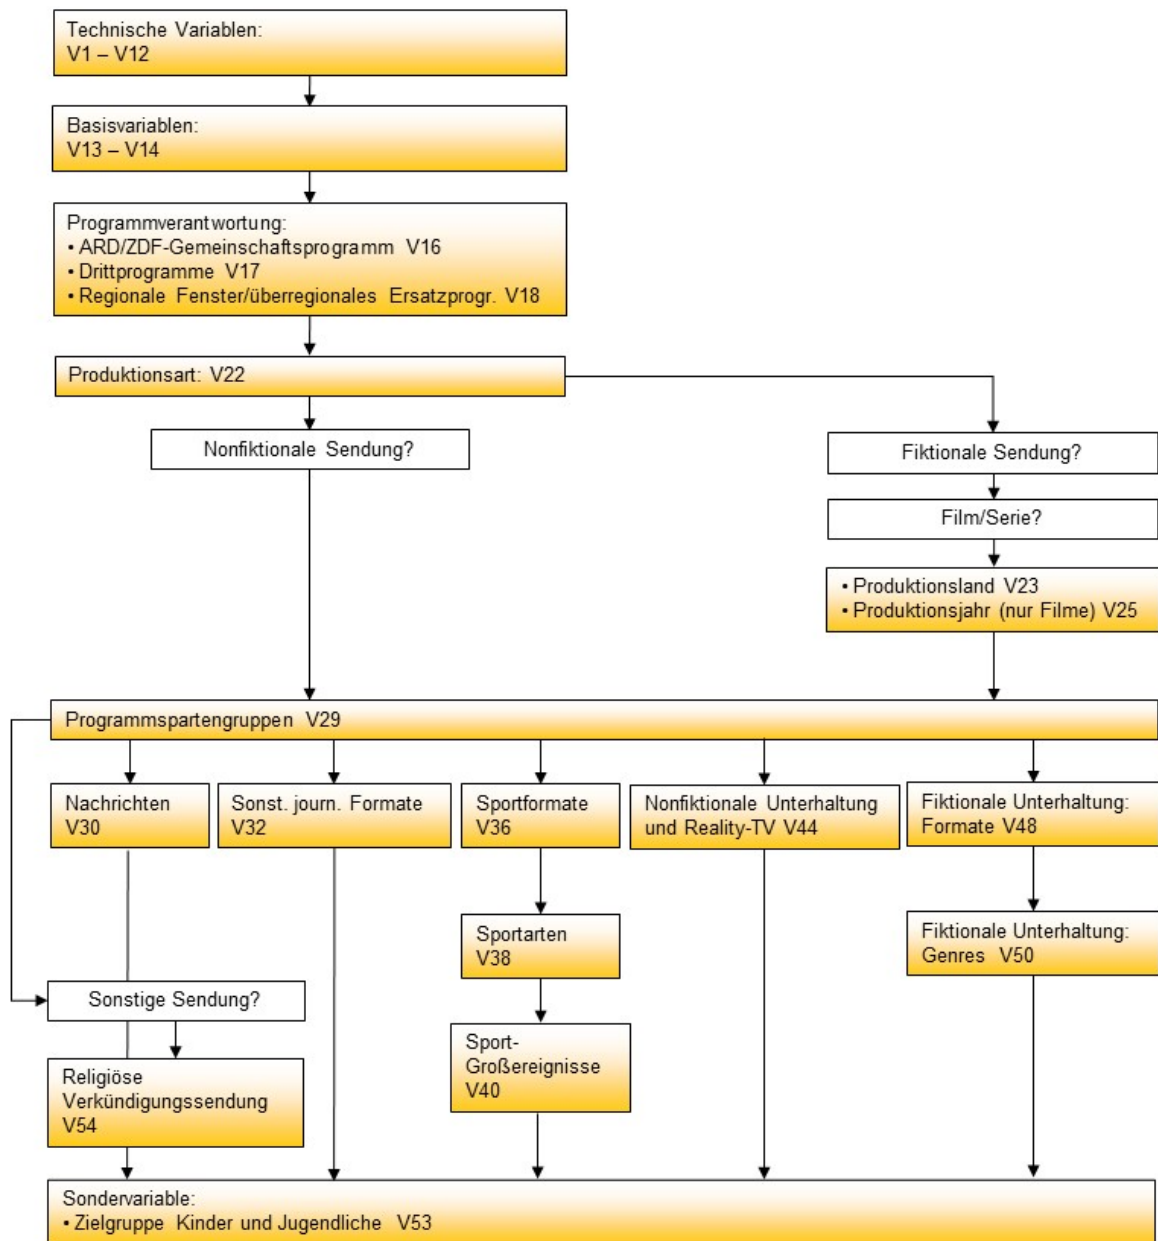 Technische Variablen:
V1 – V12
Basisvariablen:
V13 – V14
Programmverantwortung:
• ARD/ZDF-Gemeinschaftsprogramm V16
• Drittprogramme V17
• Regionale Fenster/überregionales Ersatzprogr. V18
Produktionsart: V22
Nonfiktionale Sendung?
Fiktionale Sendung?
Film/Serie?
• Produktionsland V23
• Produktionsjahr (nur Filme) V25
Programmspartengruppen V29
Nachrichten
V30
Sonst. journ. Formate
V32
Sportformate
V36
Nonfiktionale Unterhaltung
und Reality-TV V44
Fiktionale Unterhaltung:
Formate V48
Sportarten
V38
Fiktionale Unterhaltung:
Genres V50
Sonstige Sendung?
Sport-
Großereignisse
V40
Religiöse
Verkündigungssendung
V54
Sondervariable:
• Zielgruppe Kinder und Jugendliche V53